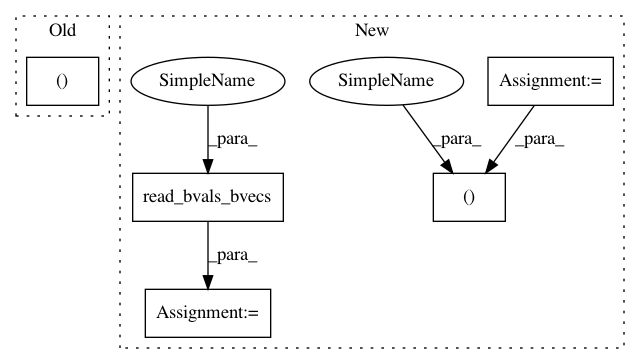 Old
New
()
SimpleName
SimpleName
Assignment:=
_para_
_para_
_para_
read_bvals_bvecs
()
_para_
Assignment:=